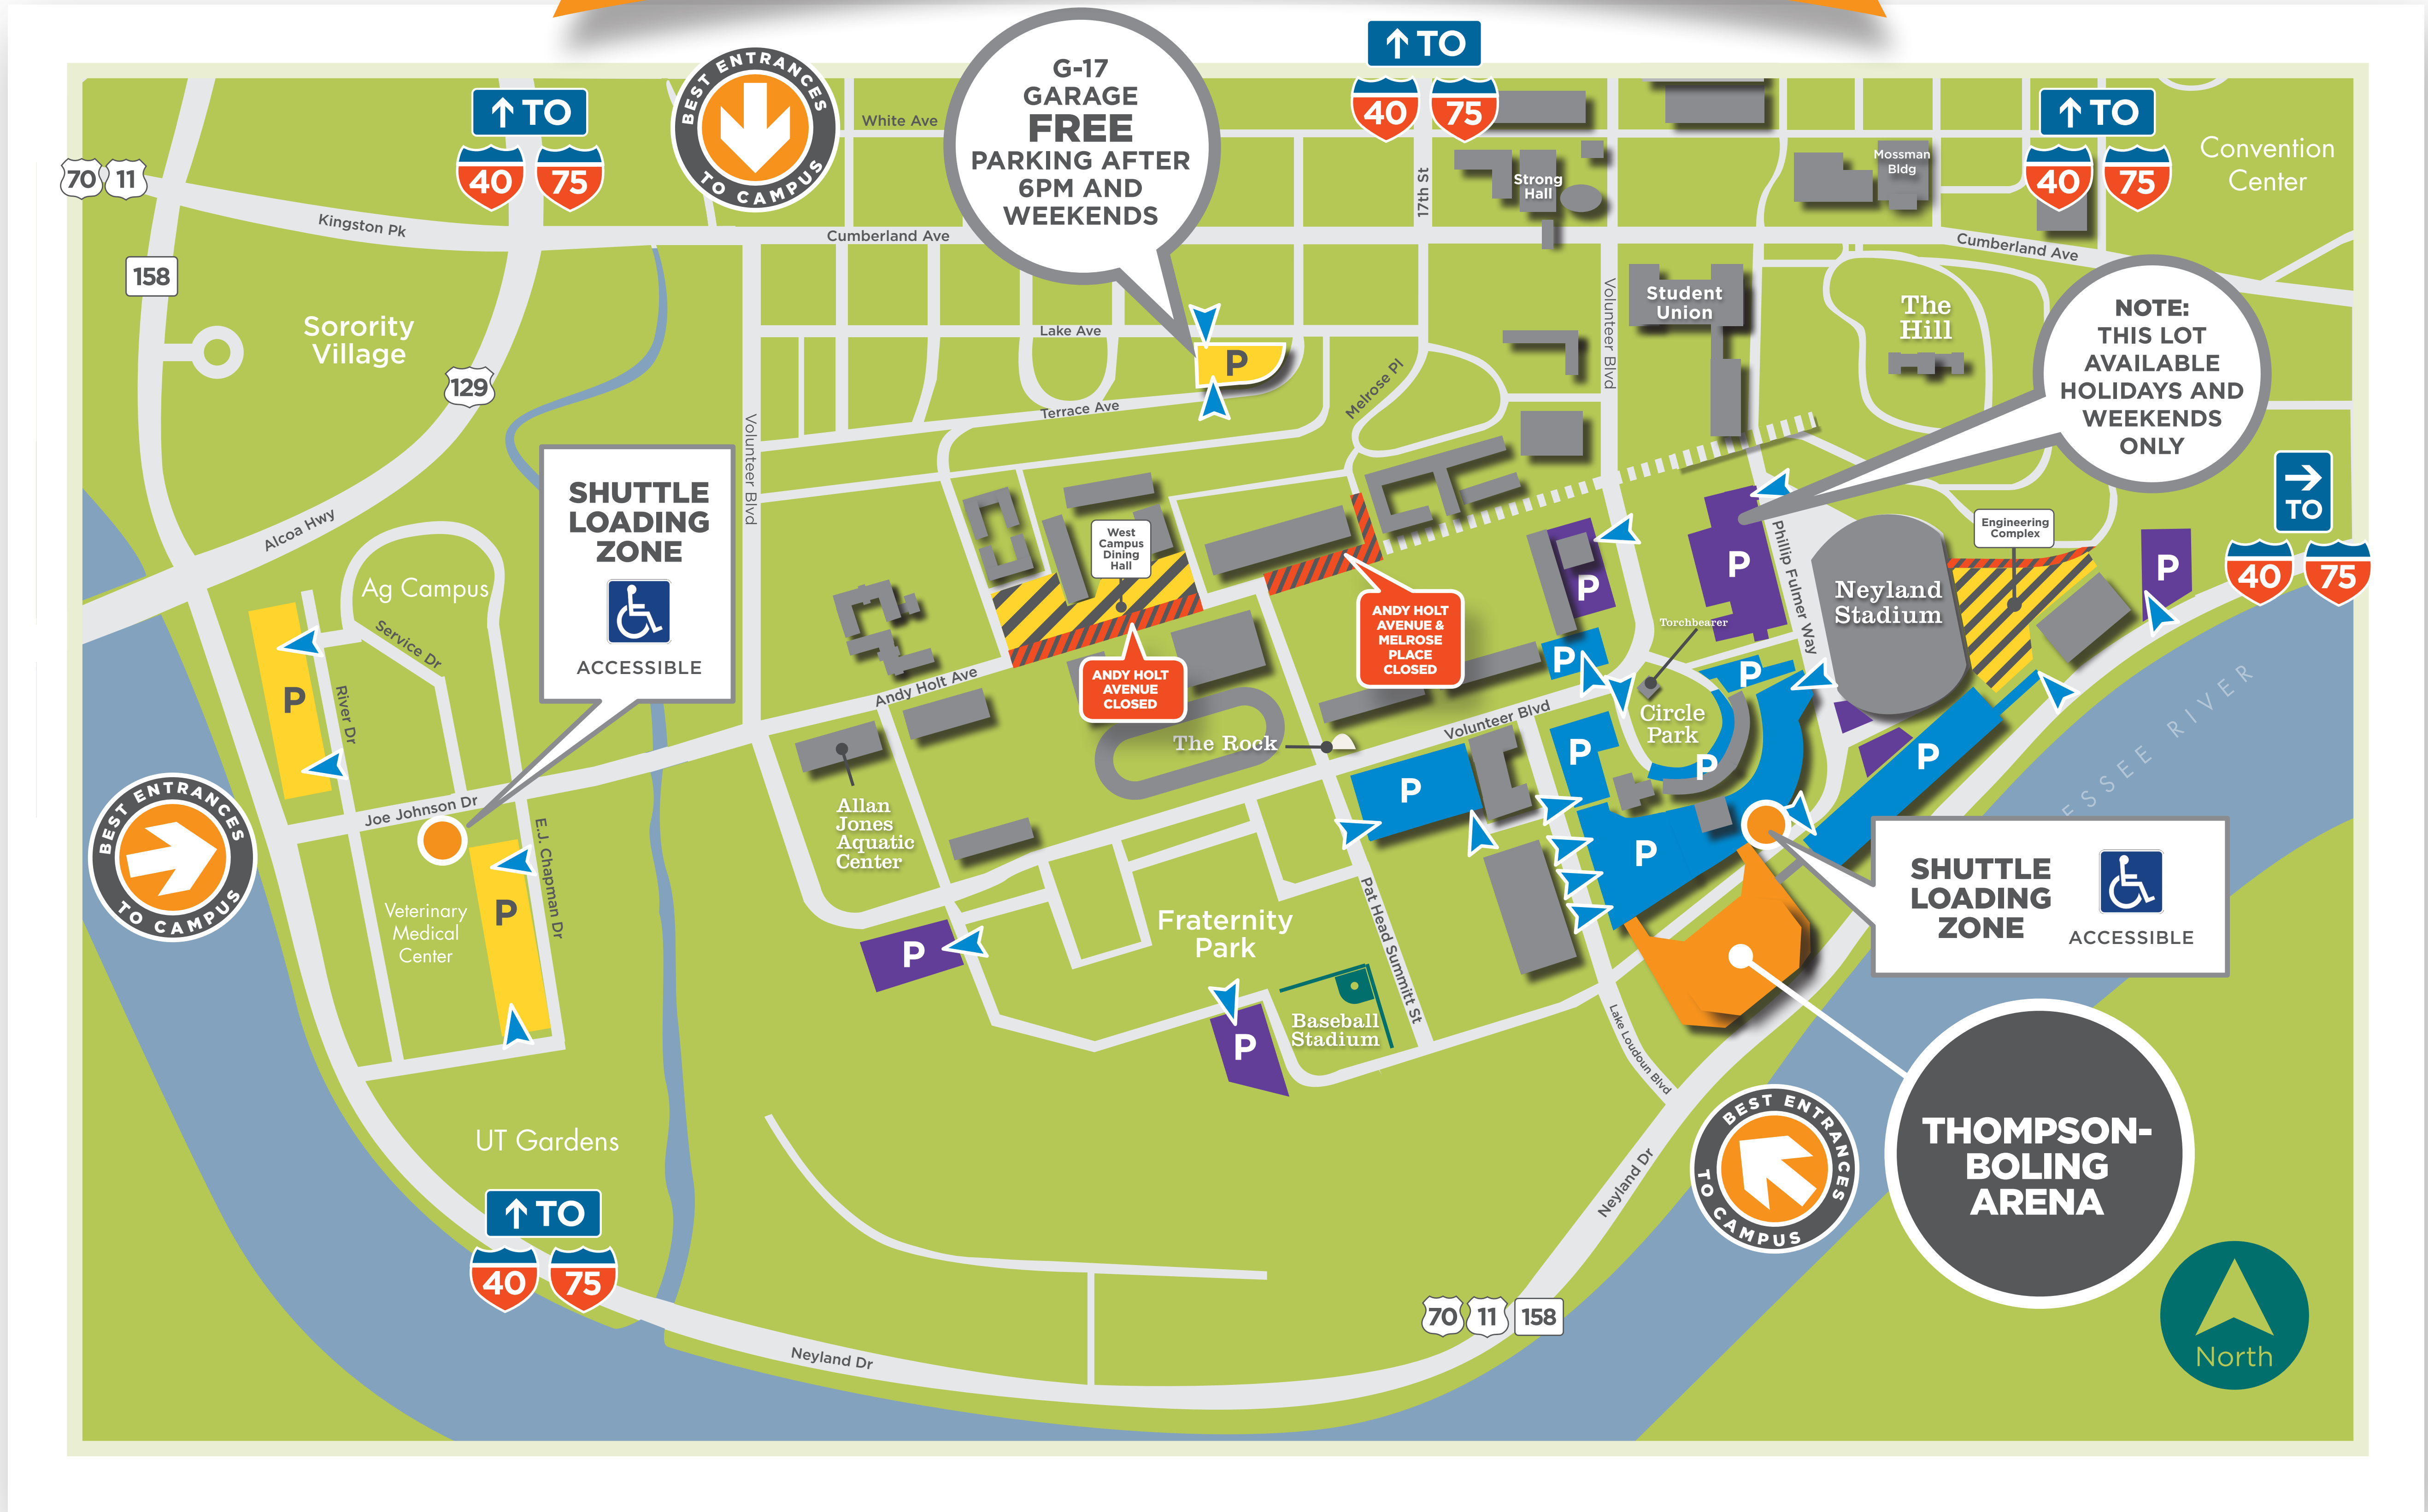 ↑ TO
40 75
BEST ENTRANCES
TO CAMPUS
G-17
GARAGE
FREE
PARKING AFTER
6PM AND
WEEKENDS
↑ TO
40 75
↑ TO
40 75
Convention
Center
White Ave
70 11
Kingston Pk
Cumberland Ave
17th St
Strong
Hall
Mossman
Bldg
Cumberland Ave
158
Sorority
Village
129
Lake Ave
P
Terrace Ave
Melrose Pl
Volunteer Blvd
Student
Union
The
Hill
NOTE:
THIS LOT
AVAILABLE
HOLIDAYS AND
WEEKENDS
ONLY
Volunteer Blvd
SHUTTLE
LOADING
ZONE
ACCESSIBLE
Alcoa Hwy
Ag Campus
Service Dr
River Dr
P
West
Campus
Dining
Hall
ANDY HOLT
AVENUE
CLOSED
ANDY HOLT
AVENUE &
MELROSE
PLACE
CLOSED
P
P
Phillip Fulmer Way
Neyland
Stadium
Engineering
Complex
P
→
TO
40 75
Torchbearer
P
P
Andy Holt Ave
Circle
Park
Volunteer Blvd
The Rock
P
P
P
P
P
ESSEE RIVER
BEST ENTRANCES
TO CAMPUS
Joe Johnson Dr
E.J. Chapman Dr
P
Veterinary
Medical
Center
Allan
Jones
Aquatic
Center
P
Fraternity
Park
Pat Head Summitt St
P
Baseball
Stadium
Lake Loudoun Blvd
SHUTTLE
LOADING
ZONE
ACCESSIBLE
THOMPSON-
BOLING
ARENA
BEST ENTRANCES
TO CAMPUS
UT Gardens
↑ TO
40 75
Neyland Dr
70 11 158
Neyland Dr
North